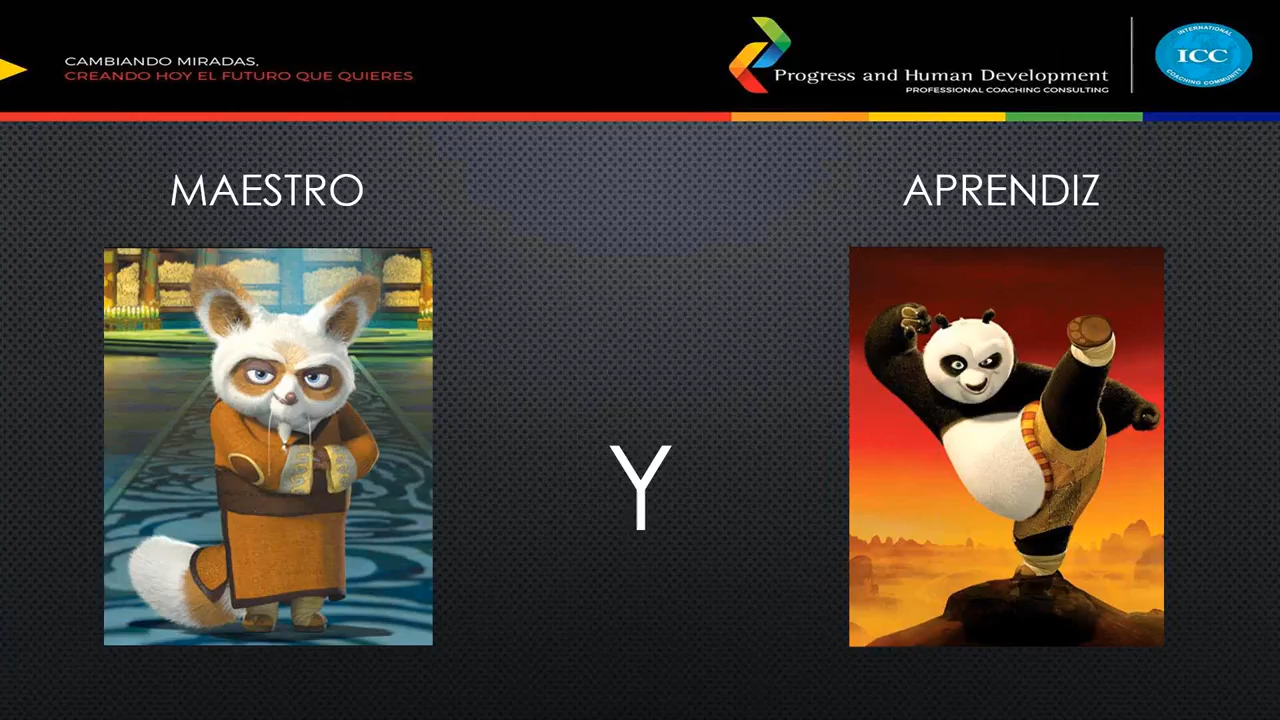 CAMBIANDO MIRADAS,
CREANDO HOY EL FUTURO QUE QUIERES
Progress and Human Development
PROFESSIONAL COACHING CONSULTING
INTERNATIONAL
ICC
COACHING COMMUNITY
MAESTRO
APRENDIZ
Y